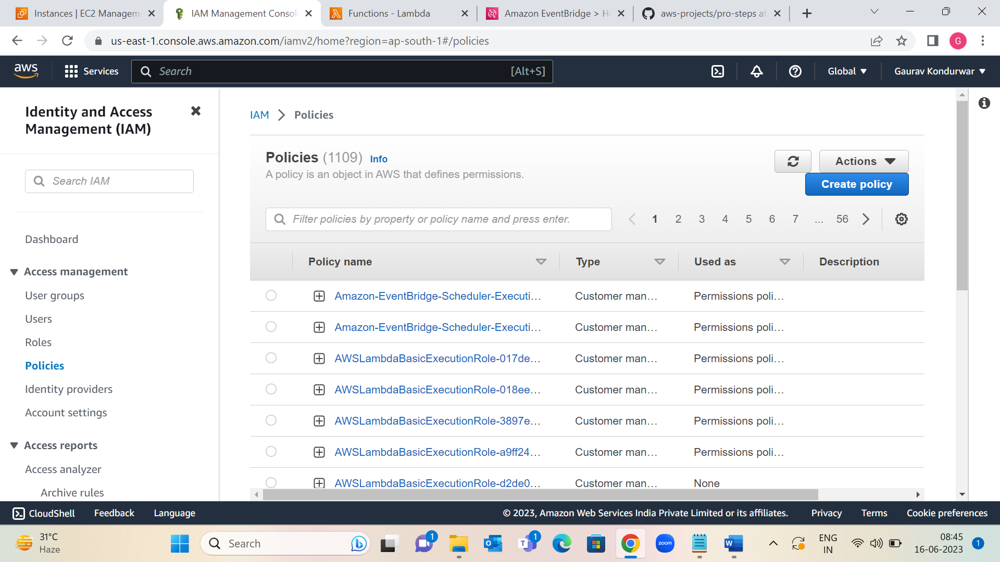 Instances | EC2 Managem
IAM Management Consol
Functions - Lambda
Amazon EventBridge > H
aws-projects/pro-steps at
us-east-1.console.aws.amazon.com/iamv2/home?region=ap-south-1#/policies
G
aws
Services
Search
[Alt+S]
Global
Gaurav Kondurwar
Identity and Access
Management (IAM)
Search IAM
Dashboard
Access management
User groups
Users
Roles
Policies
Identity providers
Account settings
Access reports
Access analyzer
Archive rules
IAM > Policies
Policies (1109) Info
A policy is an object in AWS that defines permissions.
Actions
Create policy
Filter policies by property or policy name and press enter.
1 2 3 4 5 6 7 ... 56
Policy name Type Used as Description
Amazon-EventBridge-Scheduler-Executi... Customer man... Permissions poli...
Amazon-EventBridge-Scheduler-Executi... Customer man... Permissions poli...
AWSLambdaBasicExecutionRole-017de... Customer man... Permissions poli...
AWSLambdaBasicExecutionRole-018ee... Customer man... Permissions poli...
AWSLambdaBasicExecutionRole-3897e... Customer man... Permissions poli...
AWSLambdaBasicExecutionRole-a9ff24... Customer man... Permissions poli...
AWSLambdaBasicExecutionRole-d2de0... Customer man... None
CloudShell Feedback Language © 2023, Amazon Web Services India Private Limited or its affiliates. Privacy Terms Cookie preferences
31°C
Haze
Search
1
1
zoom
ENG
IN
08:45
16-06-2023
1